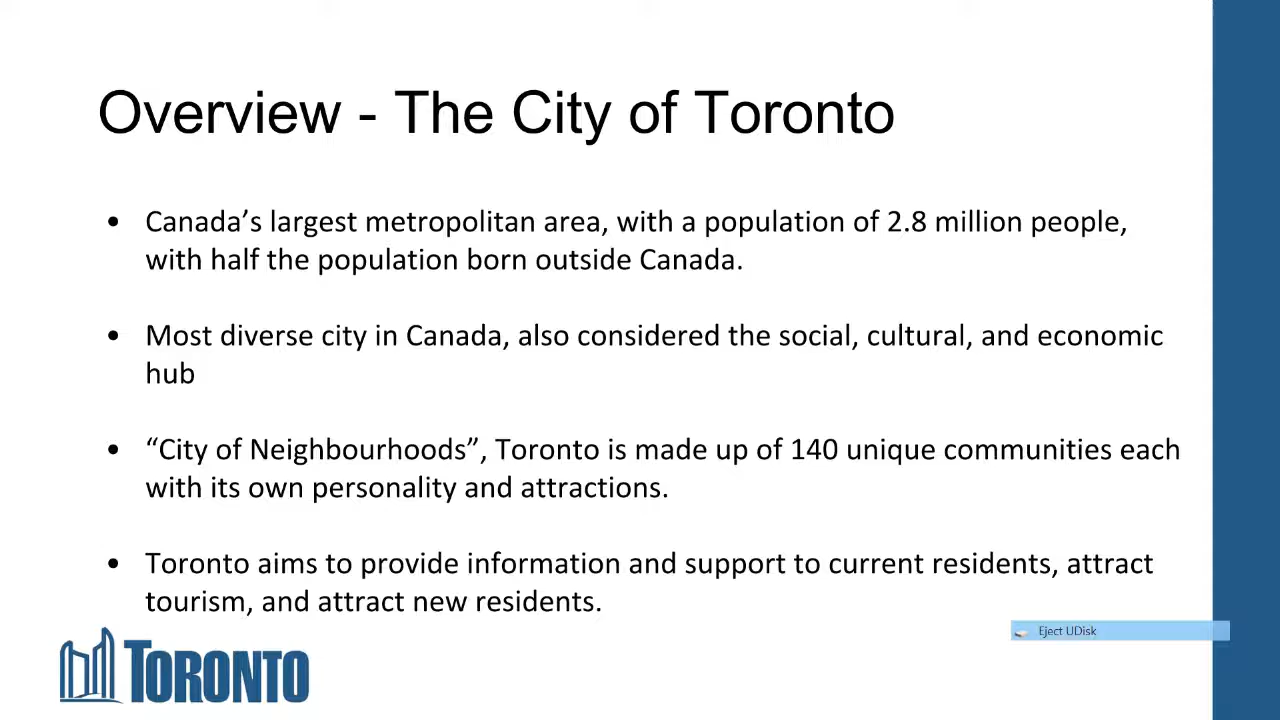 Overview - The City of Toronto
• Canada’s largest metropolitan area, with a population of 2.8 million people,
with half the population born outside Canada.
• Most diverse city in Canada, also considered the social, cultural, and economic
hub
• “City of Neighbourhoods”, Toronto is made up of 140 unique communities each
with its own personality and attractions.
• Toronto aims to provide information and support to current residents, attract
tourism, and attract new residents.
Eject UDisk
TORONTO